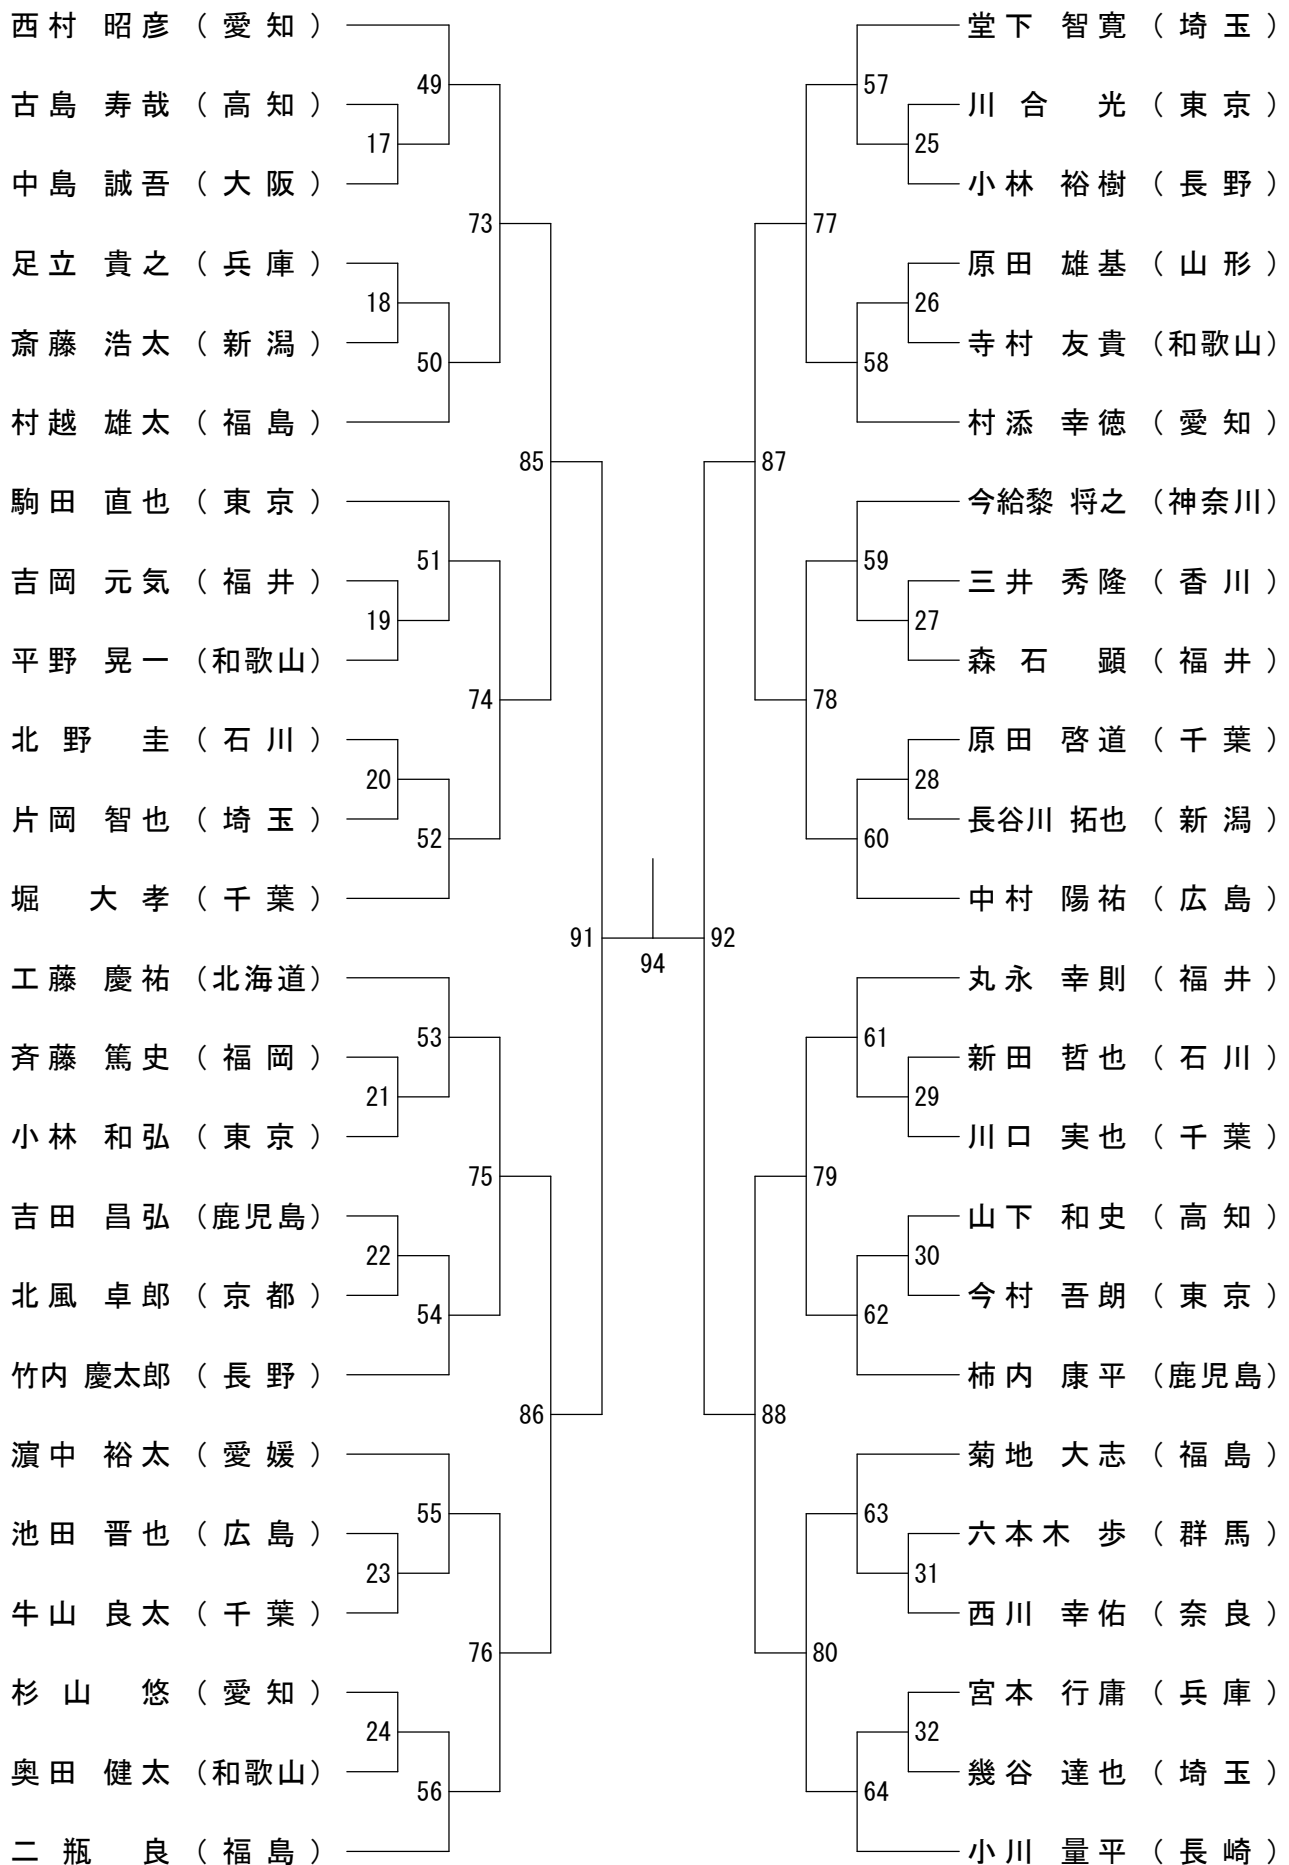 西村 昭彦 (愛知)
古島 寿哉 (高知)
中島 誠吾 (大阪)
足立 貴之 (兵庫)
斎藤 浩太 (新潟)
村越 雄太 (福島)
駒田 直也 (東京)
吉岡 元気 (福井)
平野 晃一 (和歌山)
北野 圭 (石川)
片岡 智也 (埼玉)
堀 大孝 (千葉)
工藤 慶祐 (北海道)
斉藤 篤史 (福岡)
小林 和弘 (東京)
吉田 昌弘 (鹿児島)
北風 卓郎 (京都)
竹内 慶太郎 (長野)
濵中 裕太 (愛媛)
池田 晋也 (広島)
牛山 良太 (千葉)
杉山 悠 (愛知)
奥田 健太 (和歌山)
二瓶 良 (福島)
17
18
19
20
21
22
23
24
49
50
51
52
53
54
55
56
73
74
75
76
85
86
91
94
92
87
88
77
78
79
80
57
58
59
60
61
62
63
64
25
26
27
28
29
30
31
32
堂下 智寛 (埼玉)
川合 光 (東京)
小林 裕樹 (長野)
原田 雄基 (山形)
寺村 友貴 (和歌山)
村添 幸徳 (愛知)
今給黎 将之 (神奈川)
三井 秀隆 (香川)
森石 顕 (福井)
原田 啓道 (千葉)
長谷川 拓也 (新潟)
中村 陽祐 (広島)
丸永 幸則 (福井)
新田 哲也 (石川)
川口 実也 (千葉)
山下 和史 (高知)
今村 吾朗 (東京)
柿内 康平 (鹿児島)
菊地 大志 (福島)
六本木 歩 (群馬)
西川 幸佑 (奈良)
宮本 行庸 (兵庫)
幾谷 達也 (埼玉)
小川 量平 (長崎)